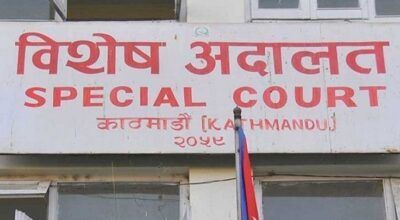 विशेष अदालत
SPECIAL COURT
काठमाडौं (KATHMANDU)
२०५९